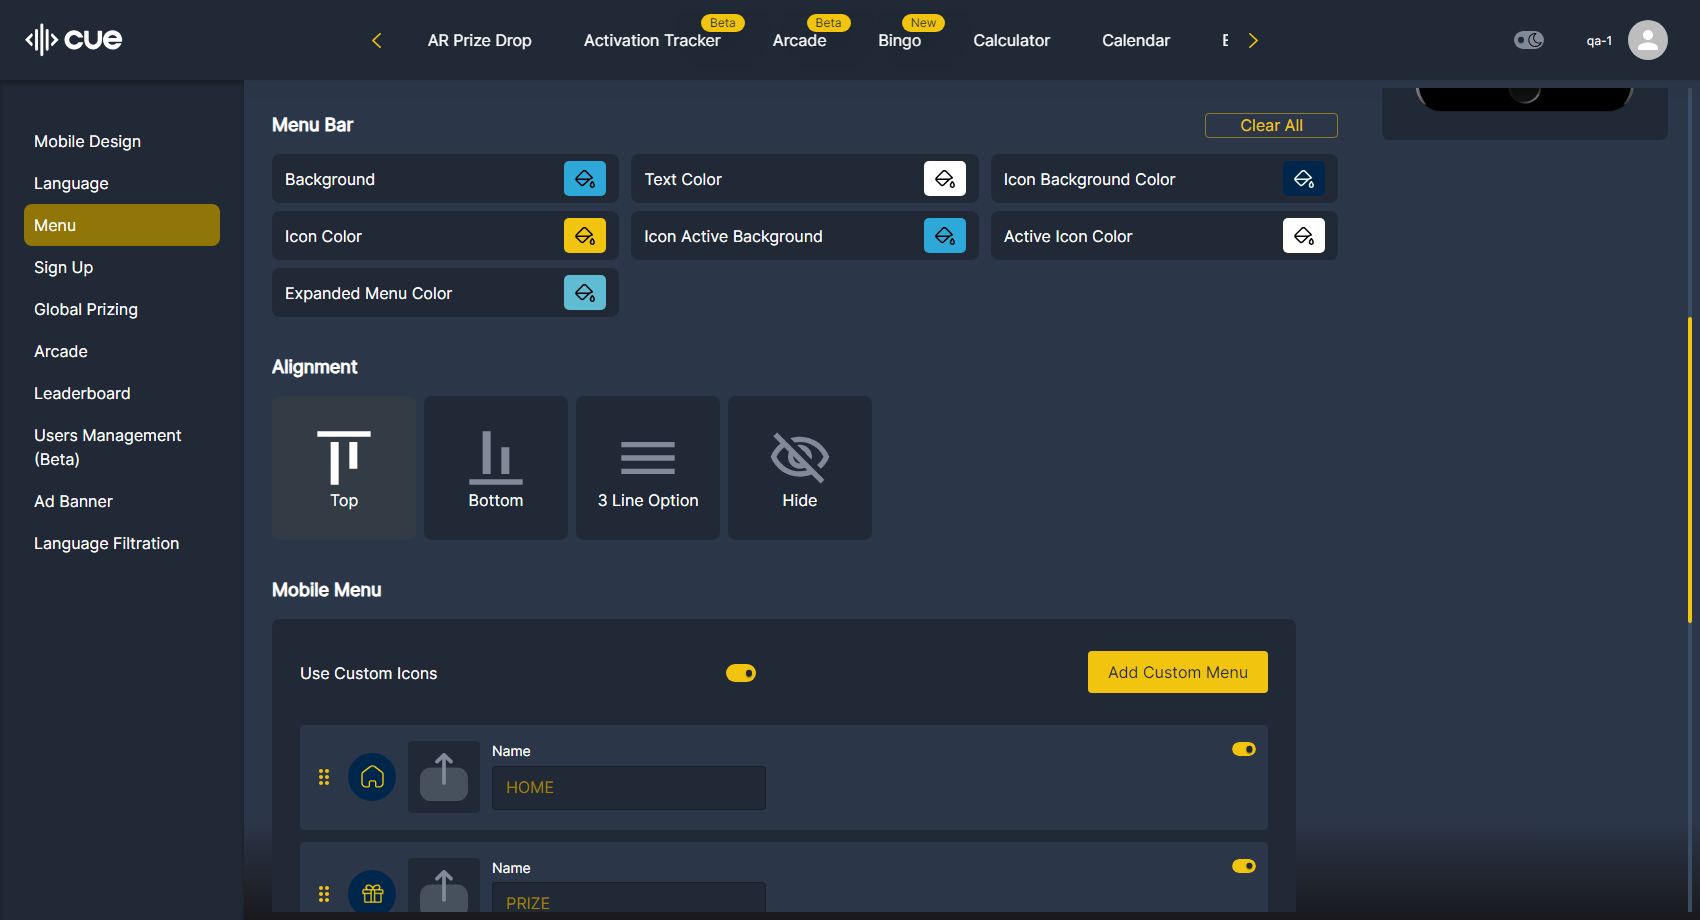 cue
AR Prize Drop
Activation Tracker
Beta
Arcade
Beta
Bingo
New
Calculator
Calendar
qa-1
Mobile Design
Language
Menu
Sign Up
Global Prizing
Arcade
Leaderboard
Users Management
(Beta)
Ad Banner
Language Filtration
Menu Bar
Clear All
Background
Text Color
Icon Background Color
Icon Color
Icon Active Background
Active Icon Color
Expanded Menu Color
Alignment
Top
Bottom
3 Line Option
Hide
Mobile Menu
Use Custom Icons
Add Custom Menu
Name
HOME
Name
PRIZE